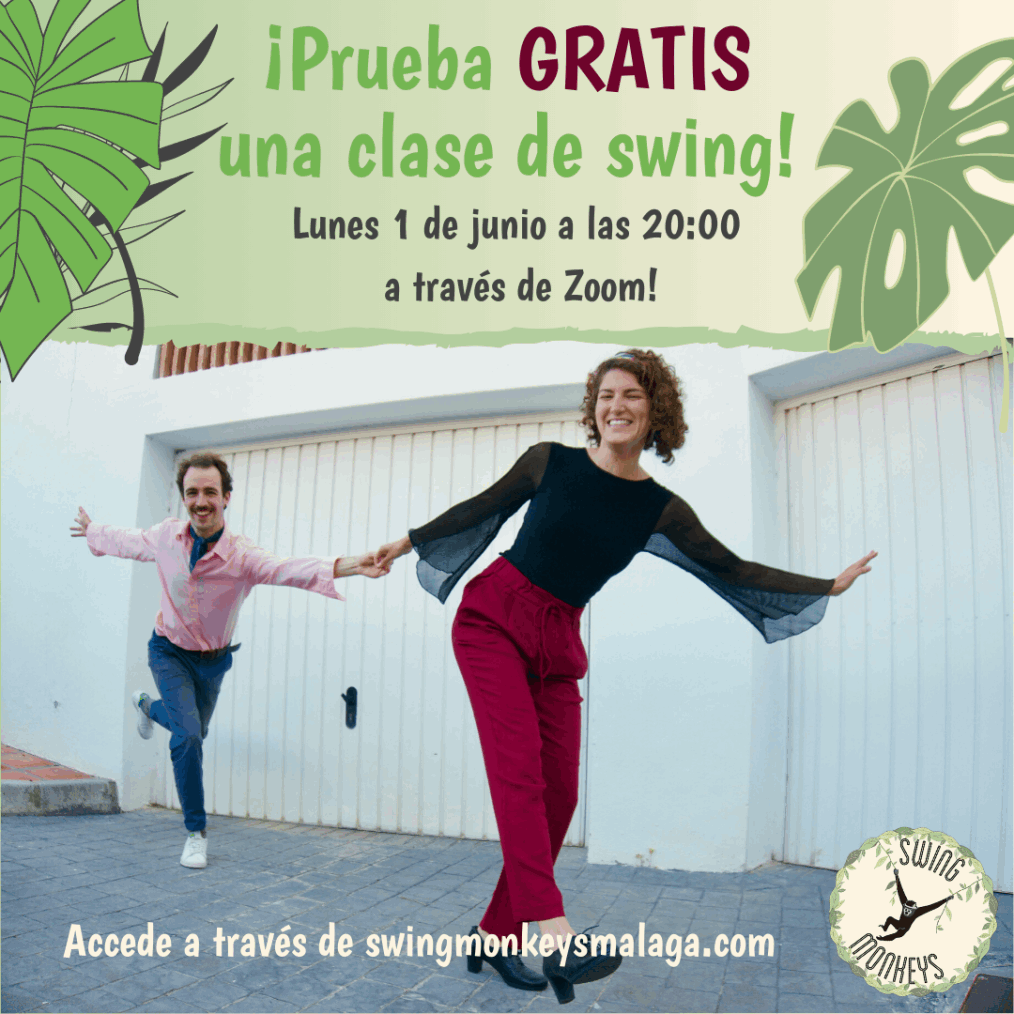 ¡Prueba GRATIS
una clase de swing!
Lunes 1 de junio a las 20:00
a través de Zoom!
Accede a través de swingmonkeysmalaga.com
SWING
MONKEYS